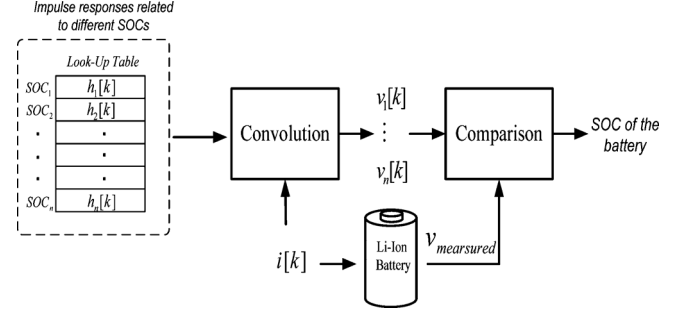 Impulse responses related
to different SOCs
Look-Up Table
SOC₁ h₁[k]
SOC₂ h₂[k]
. .
. .
. .
SOCₙ hₙ[k]
Convolution
v₁[k]
⋮
vₙ[k]
Comparison
SOC of the
battery
i[k]
Li-Ion
Battery
v mearsured